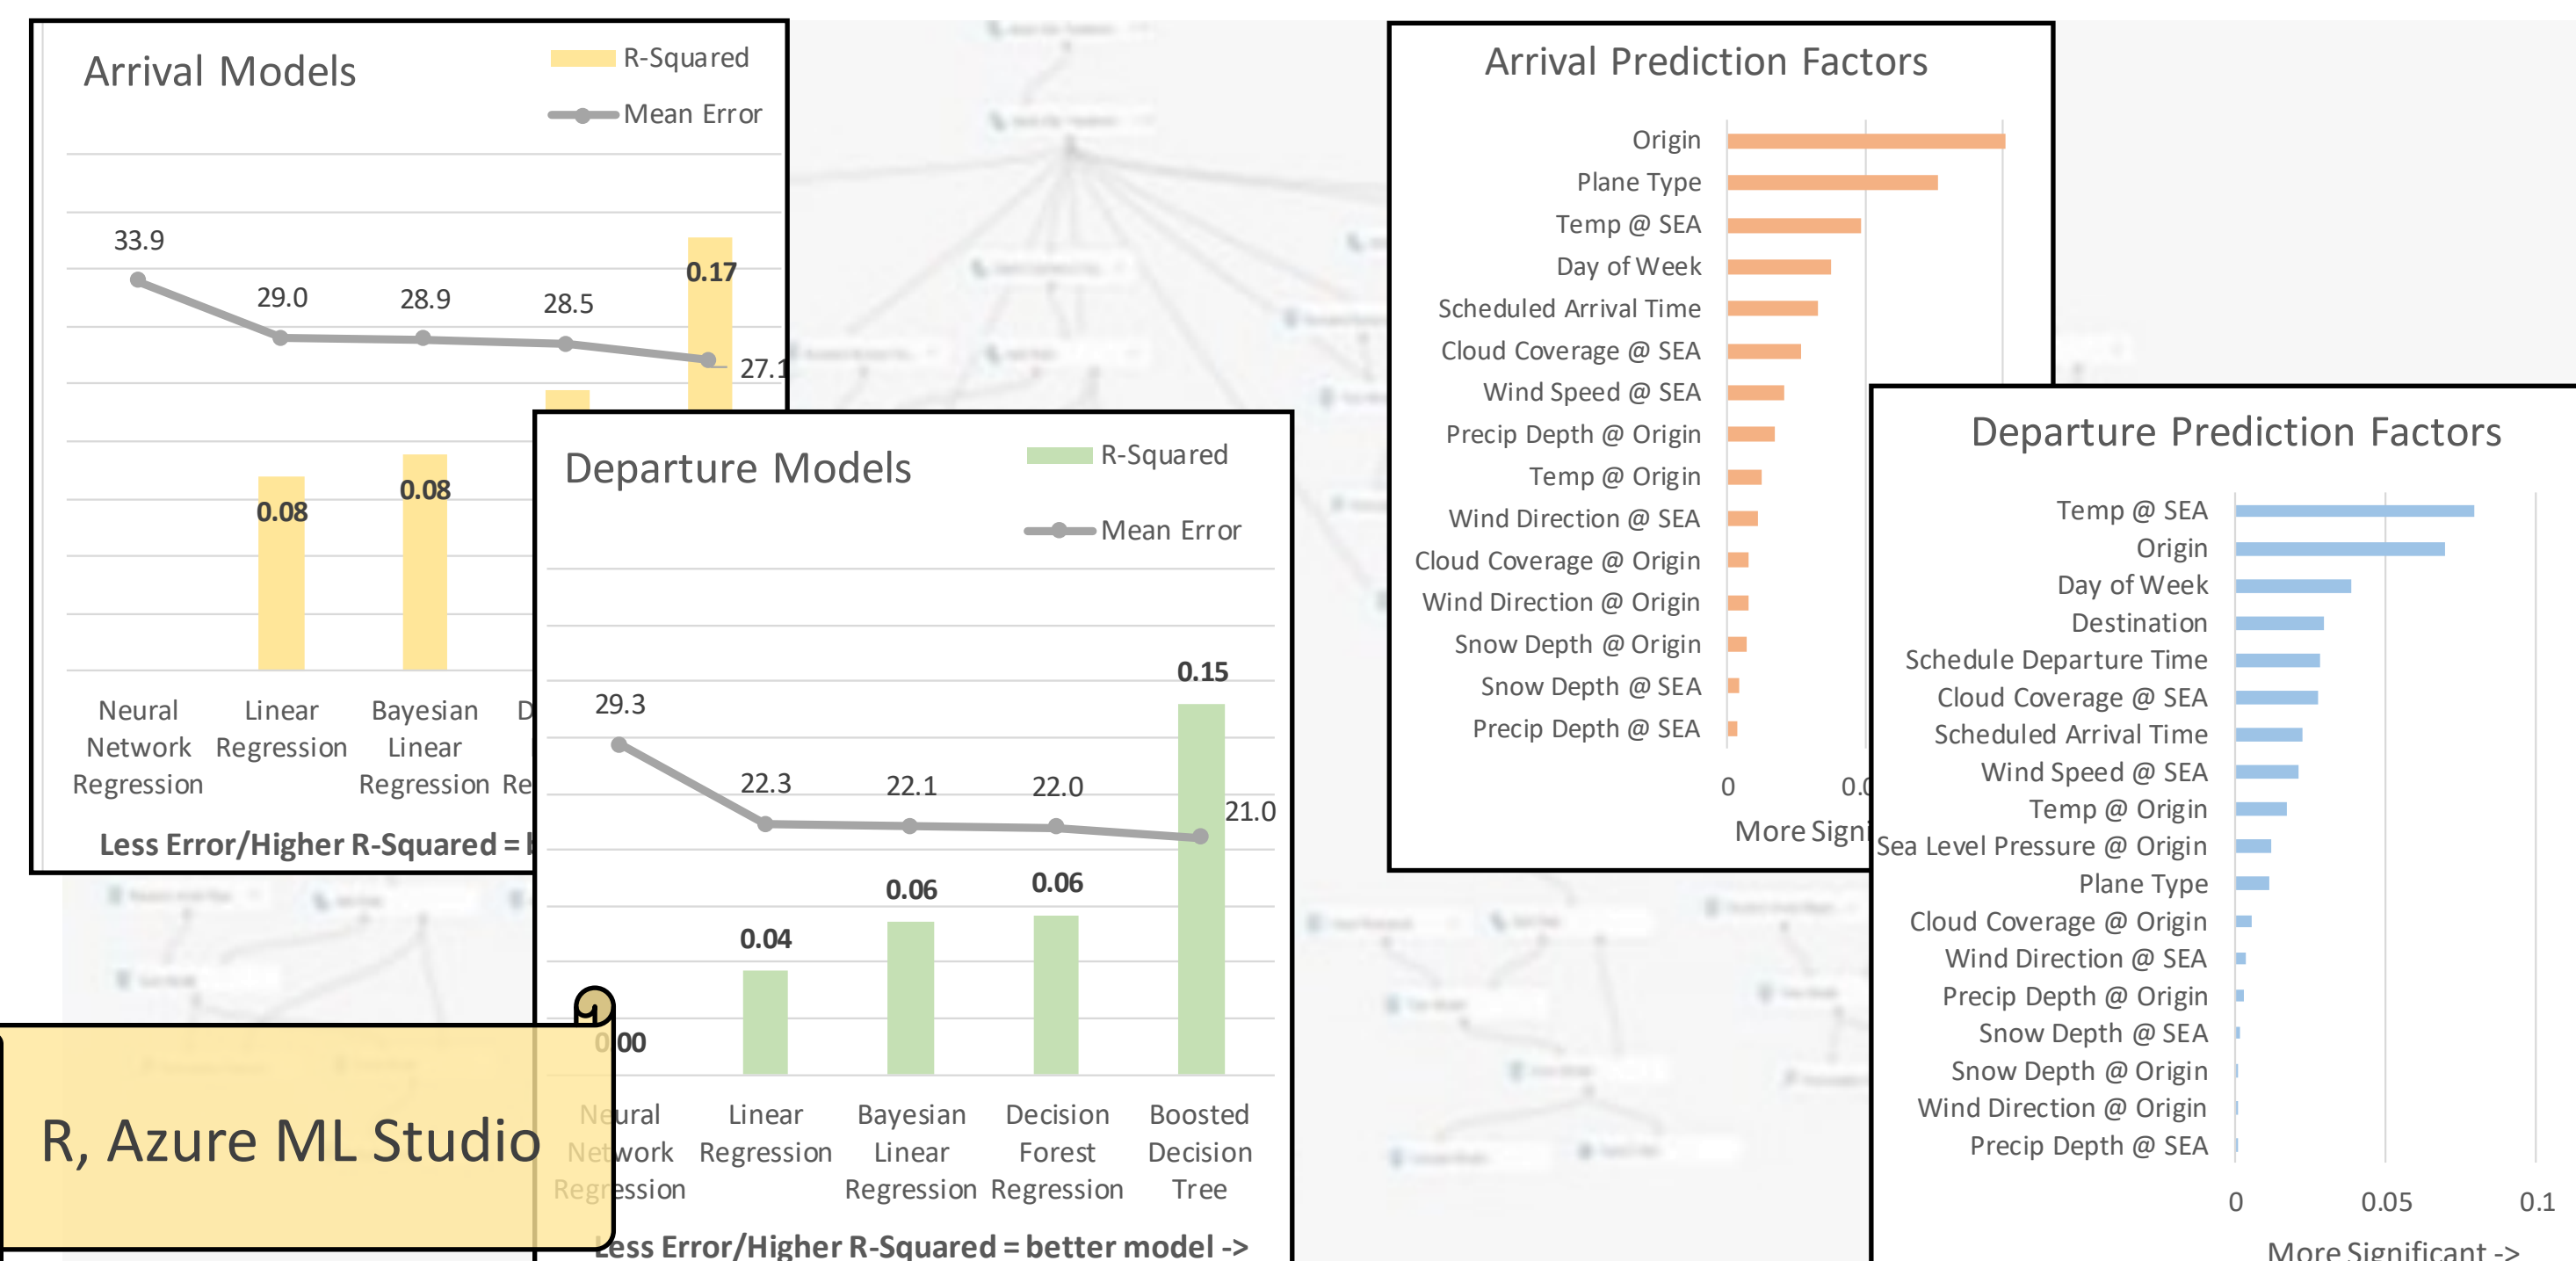 Arrival Models
R-Squared
Mean Error
33.9
29.0
28.9
28.5
0.17
27.1
0.08
0.08
Neural
Network
Regression
Linear
Regression
Bayesian
Linear
Regression
Less Error/Higher R-Squared =
Departure Models
R-Squared
Mean Error
29.3
22.3
22.1
22.0
0.15
21.0
0.00
0.04
0.06
0.06
Neural
Network
Regression
Linear
Regression
Bayesian
Linear
Regression
Decision
Forest
Regression
Boosted
Decision
Tree
Less Error/Higher R-Squared = better model ->
R, Azure ML Studio
Arrival Prediction Factors
Origin
Plane Type
Temp @ SEA
Day of Week
Scheduled Arrival Time
Cloud Coverage @ SEA
Wind Speed @ SEA
Precip Depth @ Origin
Temp @ Origin
Wind Direction @ SEA
Cloud Coverage @ Origin
Wind Direction @ Origin
Snow Depth @ Origin
Snow Depth @ SEA
Precip Depth @ SEA
0
More
Departure Prediction Factors
Temp @ SEA
Origin
Day of Week
Destination
Schedule Departure Time
Cloud Coverage @ SEA
Scheduled Arrival Time
Wind Speed @ SEA
Temp @ Origin
Sea Level Pressure @ Origin
Plane Type
Cloud Coverage @ Origin
Wind Direction @ SEA
Precip Depth @ Origin
Snow Depth @ SEA
Snow Depth @ Origin
Wind Direction @ Origin
Precip Depth @ SEA
0 0.05 0.1
More Significant ->